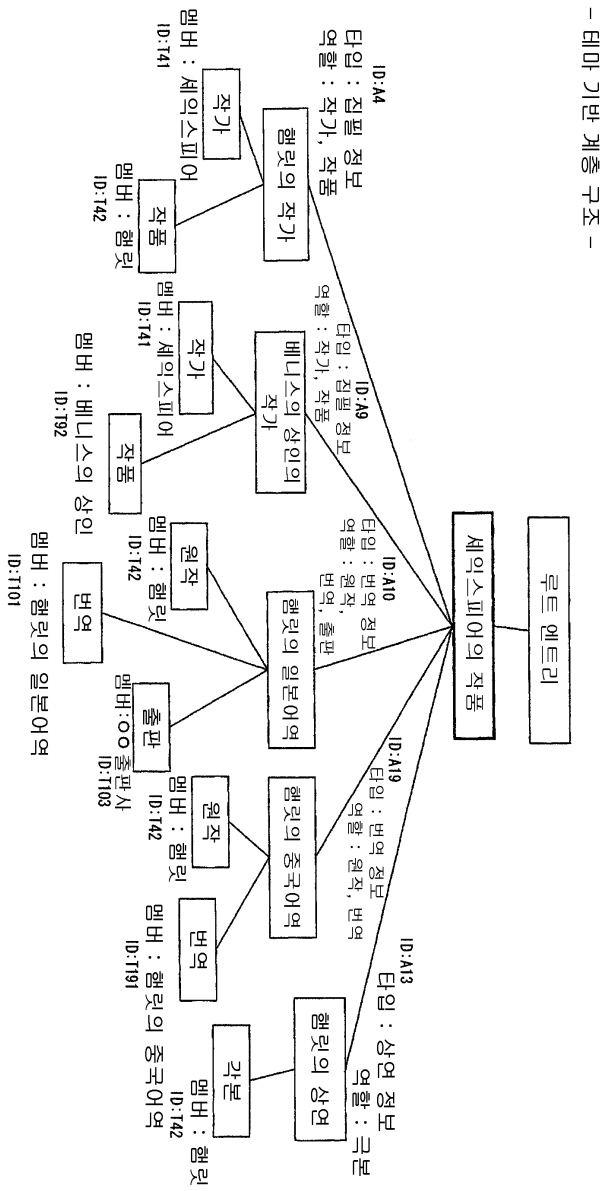 - 테마 기반 계층 구조 -
루트 엔트리
세익스피어의 작품
ID:A4
타입 : 집필 정보
역할 : 작가, 작품
햄릿의 작가
작가
멤버 : 세익스피어
ID:T41
작품
멤버 : 햄릿
ID:T42
ID:A9
타입 : 집필 정보
역할 : 작가, 작품
베니스의 상인의
작가
작가
멤버 : 세익스피어
ID:T41
작품
멤버 : 베니스의 상인
ID:T92
ID:A10
타입 : 번역 정보
역할 : 원작,
번역, 출판
햄릿의 일본어역
원작
멤버 : 햄릿
ID:T42
번역
멤버 : 햄릿의 일본어역
ID:T101
출판
멤버:○○출판사
ID:T103
ID:A19
타입 : 번역 정보
역할 : 원작, 번역
햄릿의 중국어역
원작
멤버 : 햄릿
ID:T42
번역
멤버 : 햄릿의 중국어역
ID:T191
ID:A13
타입 : 상연 정보
역할 : 극본
햄릿의 상연
각본
멤버 : 햄릿
ID:T42